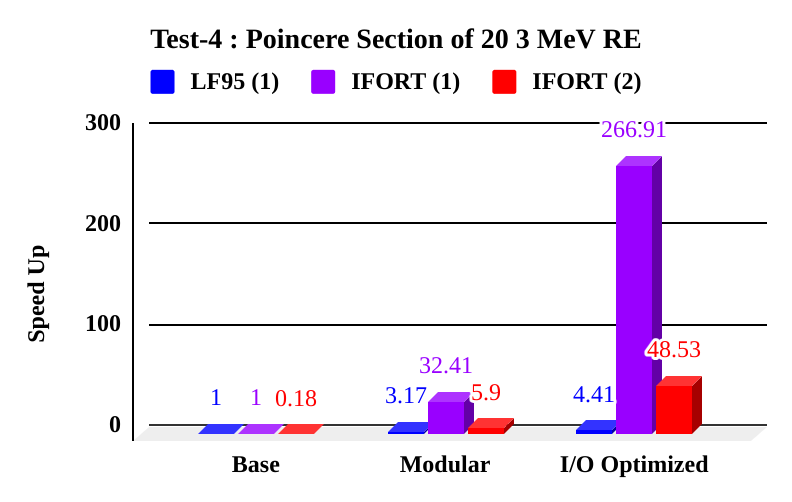 Test-4 : Poincere Section of 20 3 MeV RE
LF95 (1) IFORT (1) IFORT (2)
Speed Up
300
200
100
0
266.91
48.53
32.41
3.17
5.9
4.41
1 1 0.18
Base Modular I/O Optimized